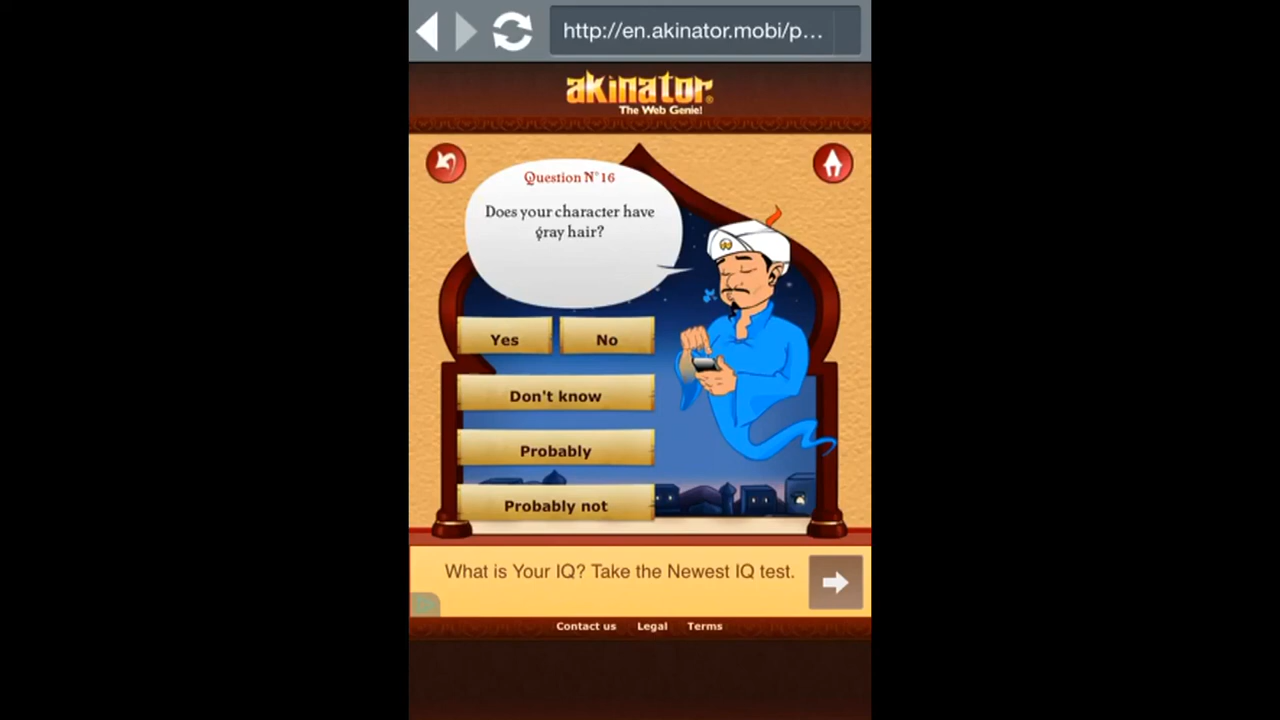 http://en.akinator.mobi/p...
akinator®
The Web Genie!
Question N°16
Does your character have
gray hair?
Yes
No
Don't know
Probably
Probably not
What is Your IQ? Take the Newest IQ test.
Contact us
Legal
Terms